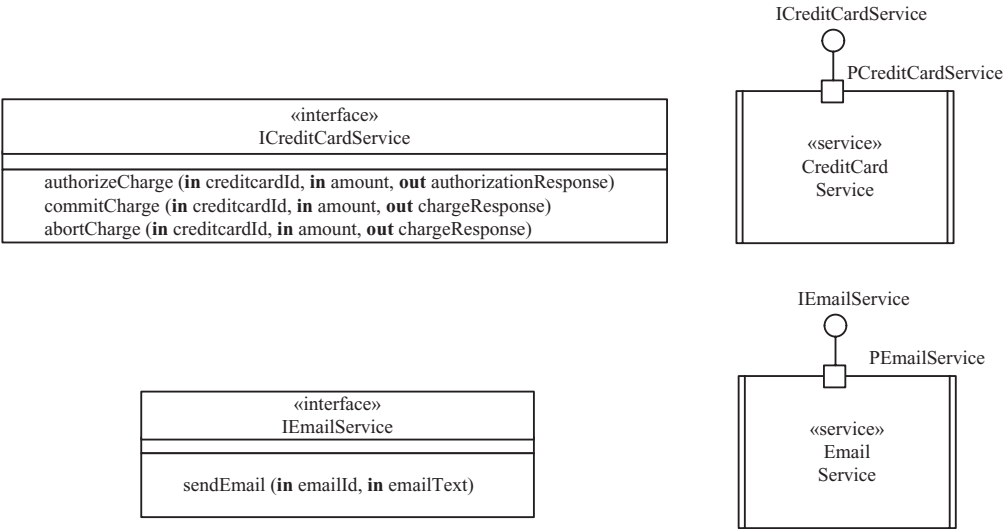 ICreditCardService
PCreditCardService
«interface»
ICreditCardService
authorizeCharge (in creditcardId, in amount, out authorizationResponse)
commitCharge (in creditcardId, in amount, out chargeResponse)
abortCharge (in creditcardId, in amount, out chargeResponse)
«service»
CreditCard
Service
IEmailService
PEmailService
«interface»
IEmailService
sendEmail (in emailId, in emailText)
«service»
Email
Service